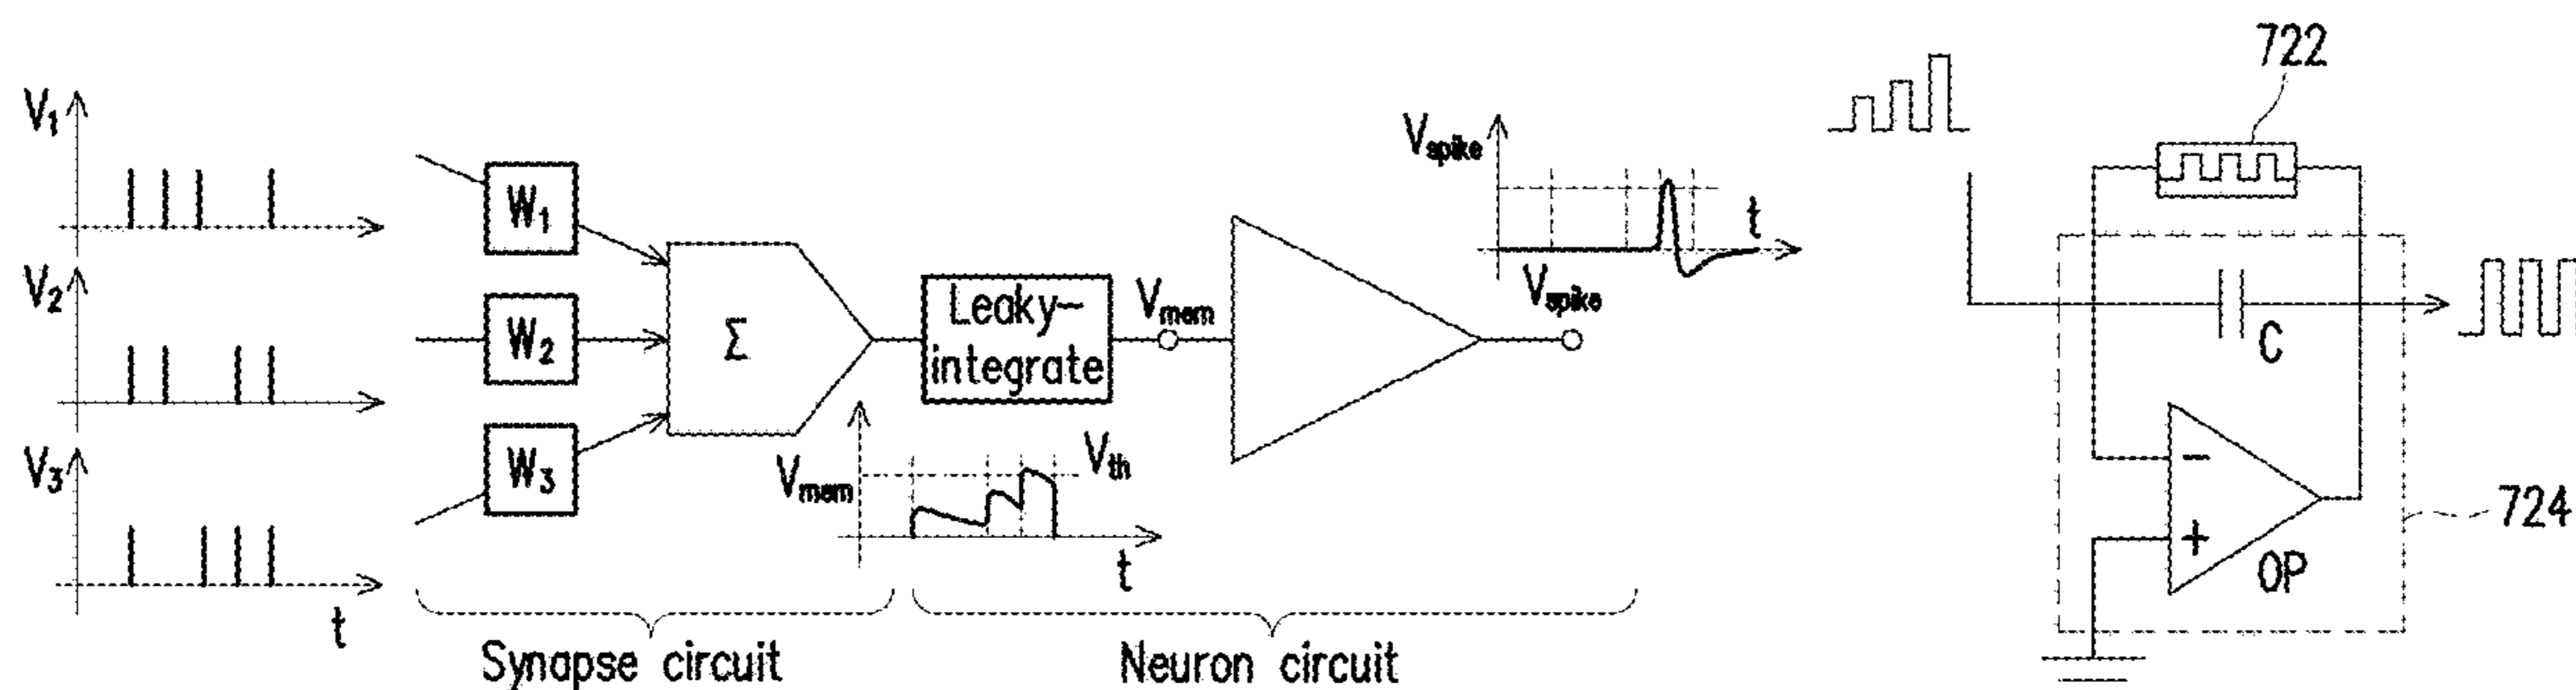 V1
V2
V3
t
W1
W2
W3
Σ
Leaky-
integrate
Vmem
Vmem
Vth
t
Vspike
t
Vspike
Synapse circuit
Neuron circuit
722
C
-
+
OP
724